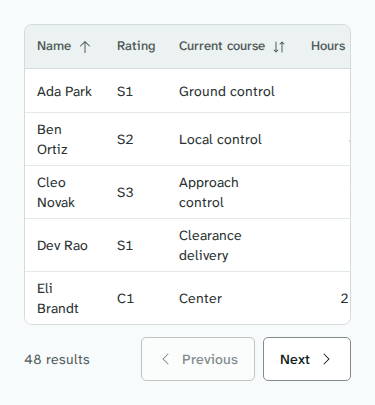 Name Rating Current course Hours
Ada Park S1 Ground control
Ben Ortiz S2 Local control
Cleo Novak S3 Approach control
Dev Rao S1 Clearance delivery
Eli Brandt C1 Center 2
48 results Previous Next